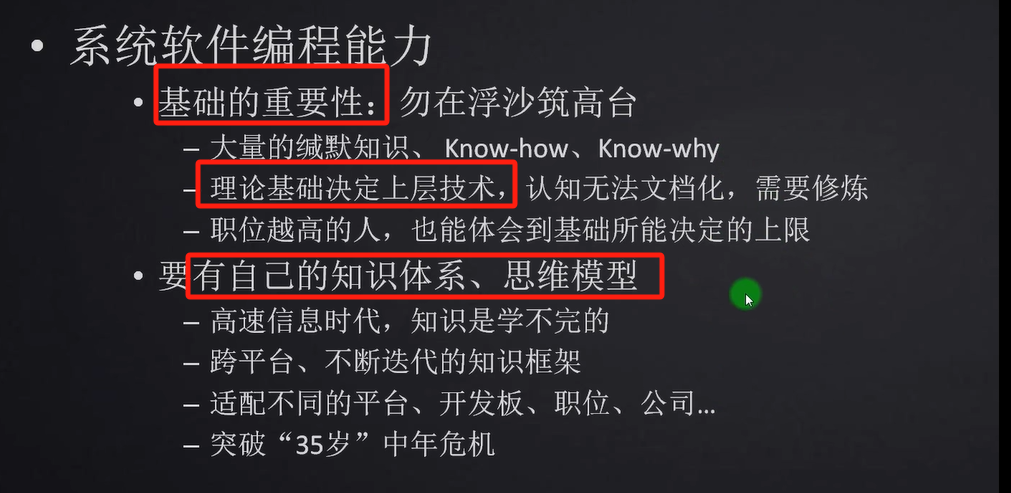 • 系统软件编程能力
• 基础的重要性：勿在浮沙筑高台
– 大量的缄默知识、 Know-how、Know-why
– 理论基础决定上层技术，认知无法文档化，需要修炼
– 职位越高的人，也能体会到基础所能决定的上限
• 要有自己的知识体系、思维模型
– 高速信息时代，知识是学不完的
– 跨平台、不断迭代的知识框架
– 适配不同的平台、开发板、职位、公司...
– 突破“35岁”中年危机